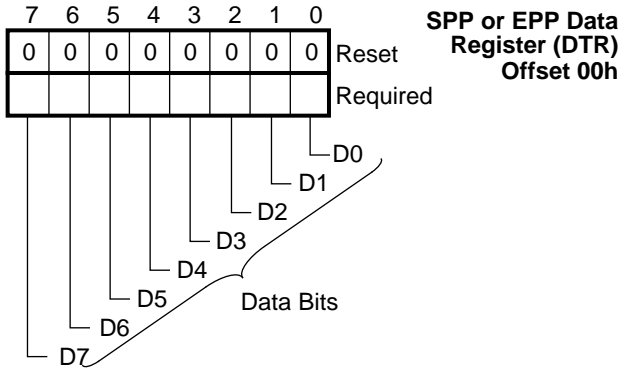 7 6 5 4 3 2 1 0
SPP or EPP Data
Register (DTR)
Offset 00h
0 0 0 0 0 0 0 0 Reset
Required
D0
D1
D2
D3
D4
D5
D6
D7
Data Bits